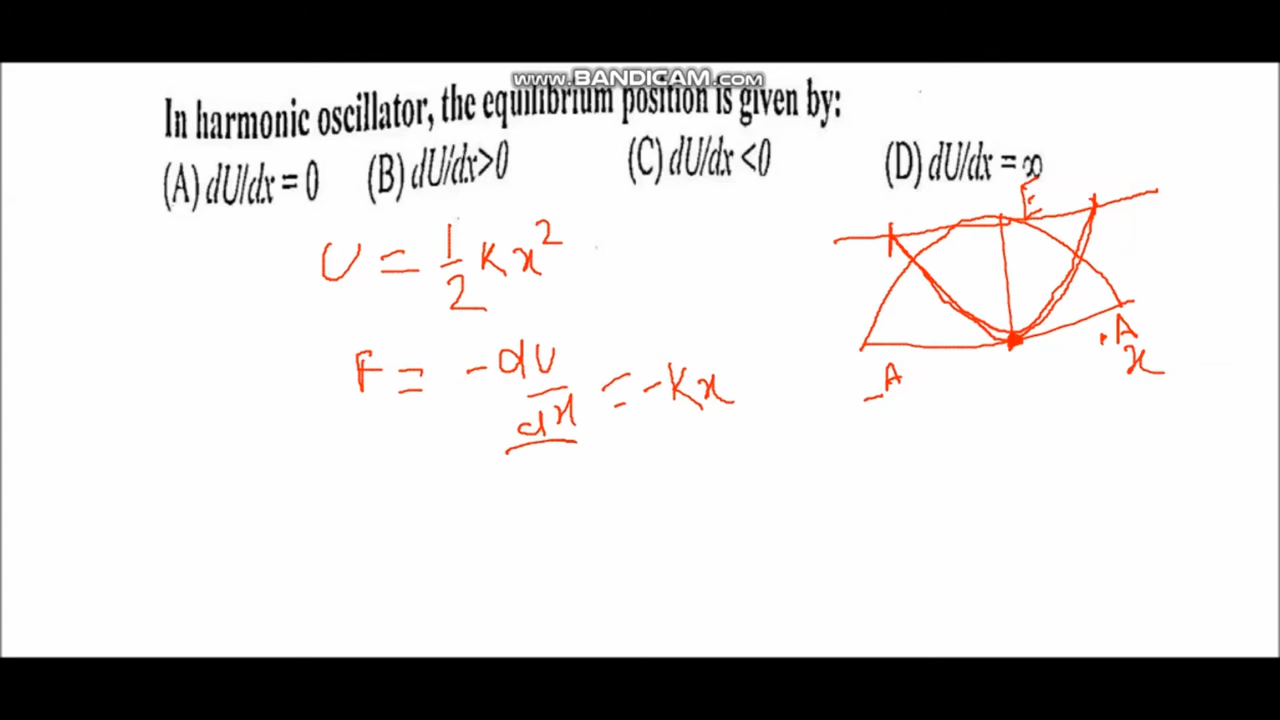 www.BANDICAM.com
In harmonic oscillator, the equilibrium position is given by:
(A) dU/dx = 0 (B) dU/dx>0 (C) dU/dx <0 (D) dU/dx = ∞
U = 1/2 Kx²
E
F = -dU/dx = -Kx
-A
A
x